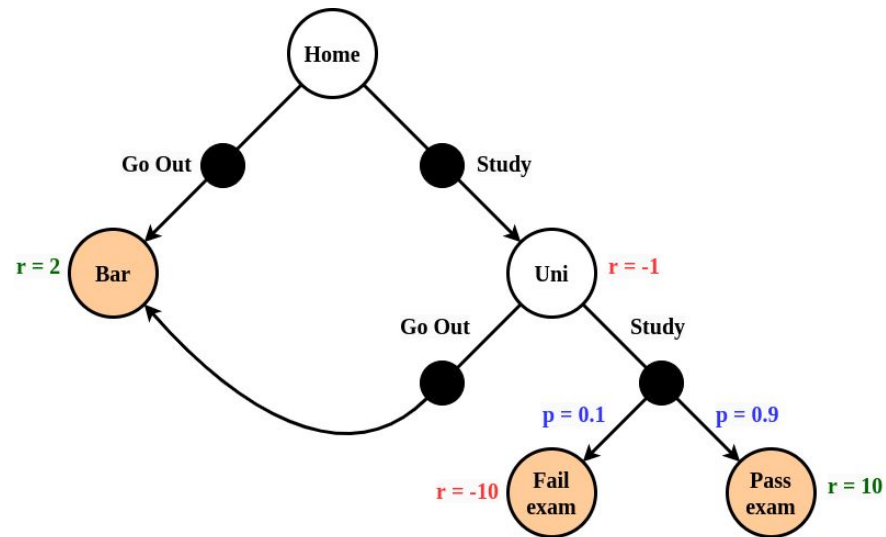 Home
Go Out
Study
r = 2
Bar
Uni
r = -1
Go Out
Study
p = 0.1
p = 0.9
r = -10
Fail
exam
Pass
exam
r = 10